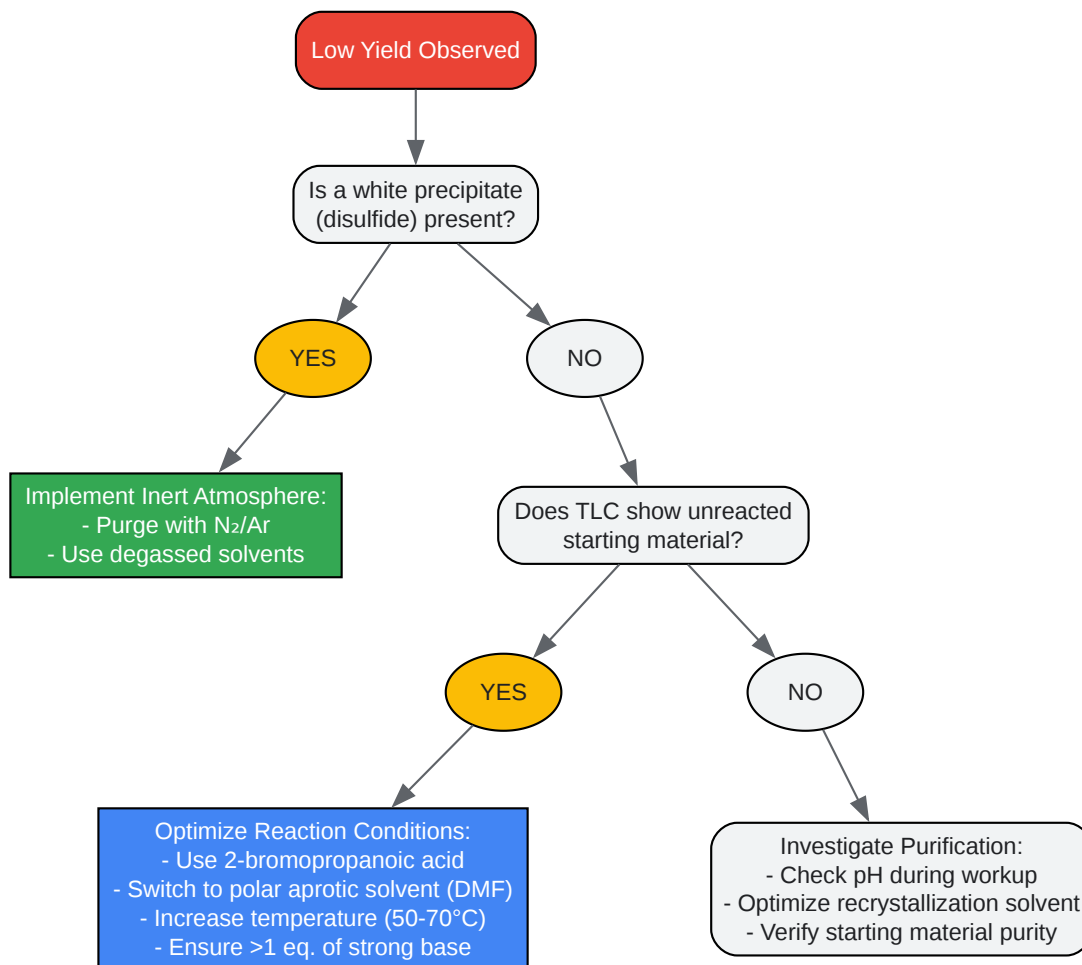 Low Yield Observed
Is a white precipitate
(disulfide) present?
YES
NO
Implement Inert Atmosphere:
- Purge with N₂/Ar
- Use degassed solvents
Does TLC show unreacted
starting material?
YES
NO
Optimize Reaction Conditions:
- Use 2-bromopropanoic acid
- Switch to polar aprotic solvent (DMF)
- Increase temperature (50-70°C)
- Ensure >1 eq. of strong base
Investigate Purification:
- Check pH during workup
- Optimize recrystallization solvent
- Verify starting material purity